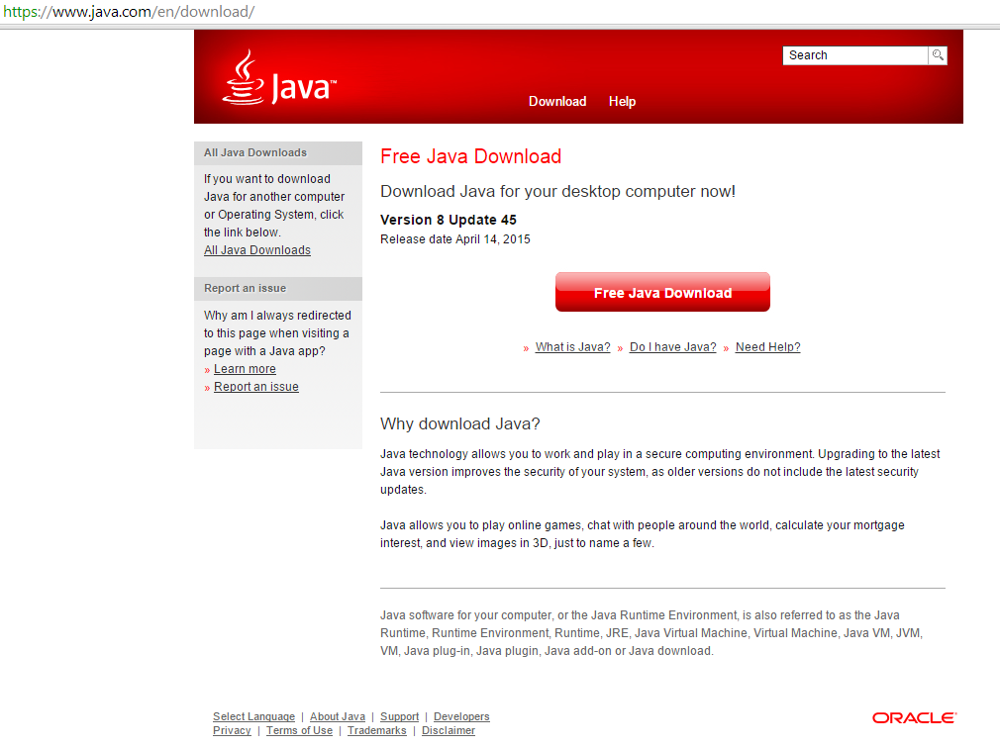 https://www.java.com/en/download/
Search
Java™
Download Help
All Java Downloads
If you want to download
Java for another computer
or Operating System, click
the link below.
All Java Downloads
Report an issue
Why am I always redirected
to this page when visiting a
page with a Java app?
» Learn more
» Report an issue
Free Java Download
Download Java for your desktop computer now!
Version 8 Update 45
Release date April 14, 2015
Free Java Download
» What is Java? » Do I have Java? » Need Help?
Why download Java?
Java technology allows you to work and play in a secure computing environment. Upgrading to the latest
Java version improves the security of your system, as older versions do not include the latest security
updates.
Java allows you to play online games, chat with people around the world, calculate your mortgage
interest, and view images in 3D, just to name a few.
Java software for your computer, or the Java Runtime Environment, is also referred to as the Java
Runtime, Runtime Environment, Runtime, JRE, Java Virtual Machine, Virtual Machine, Java VM, JVM,
VM, Java plug-in, Java plugin, Java add-on or Java download.
Select Language | About Java | Support | Developers
Privacy | Terms of Use | Trademarks | Disclaimer
ORACLE